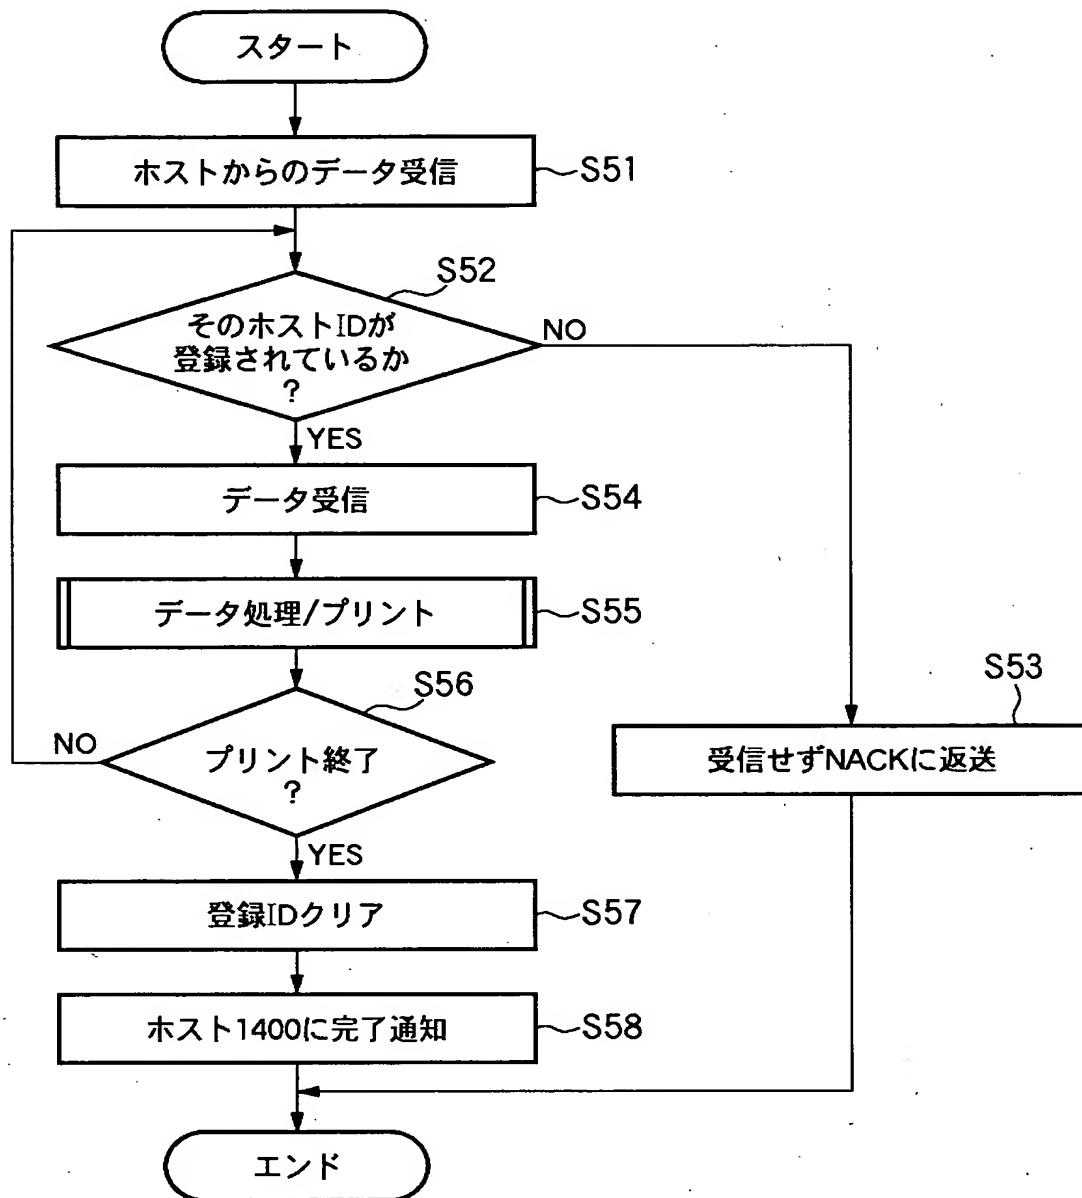 スタート
ホストからのデータ受信
S51
S52
そのホストIDが
登録されているか
?
NO
YES
データ受信
S54
データ処理/プリント
S55
S56
プリント終了
?
NO
YES
S53
受信せずNACKに返送
登録IDクリア
S57
ホスト1400に完了通知
S58
エンド